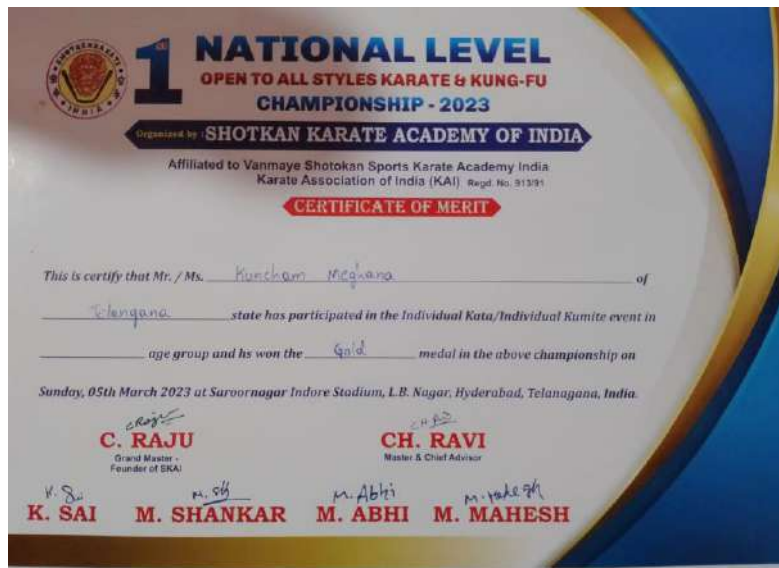 SHOTKAN KARATE
INDIA
1st NATIONAL LEVEL
OPEN TO ALL STYLES KARATE & KUNG-FU
CHAMPIONSHIP - 2023
Organized by : SHOTKAN KARATE ACADEMY OF INDIA
Affiliated to Vanmaye Shotokan Sports Karate Academy India
Karate Association of India (KAI) Regd. No. 913/91
CERTIFICATE OF MERIT
This is certify that Mr. / Ms. Kuncham Meghana of
Telengana state has participated in the Individual Kata/Individual Kumite event in
age group and hs won the Gold medal in the above championship on
Sunday, 05th March 2023 at Saroornagar Indore Stadium, L.B. Nagar, Hyderabad, Telanagana, India.
C. RAJU CH. RAVI
Grand Master - Master & Chief Advisor
Founder of SKAI
M. Abhi
K. SAI M. SHANKAR M. ABHI M. MAHESH